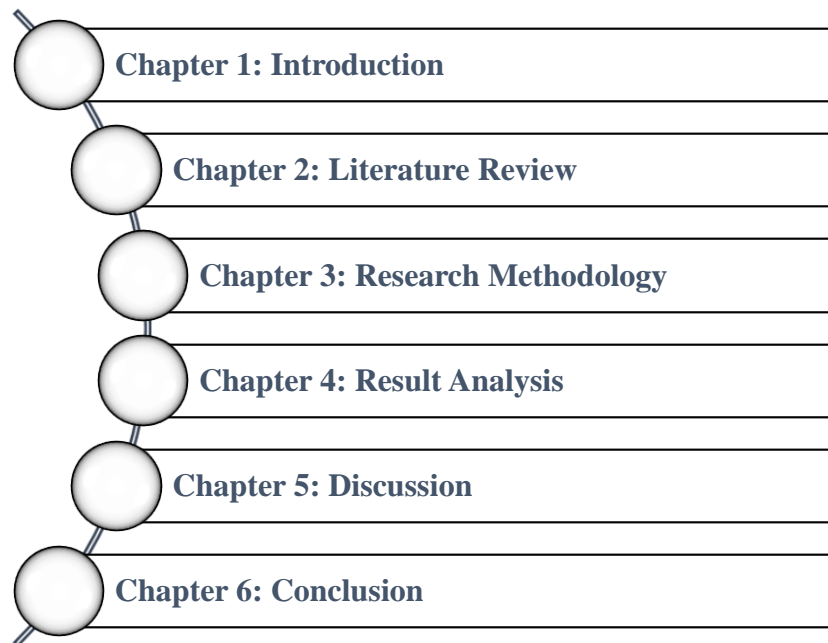 Chapter 1: Introduction
Chapter 2: Literature Review
Chapter 3: Research Methodology
Chapter 4: Result Analysis
Chapter 5: Discussion
Chapter 6: Conclusion